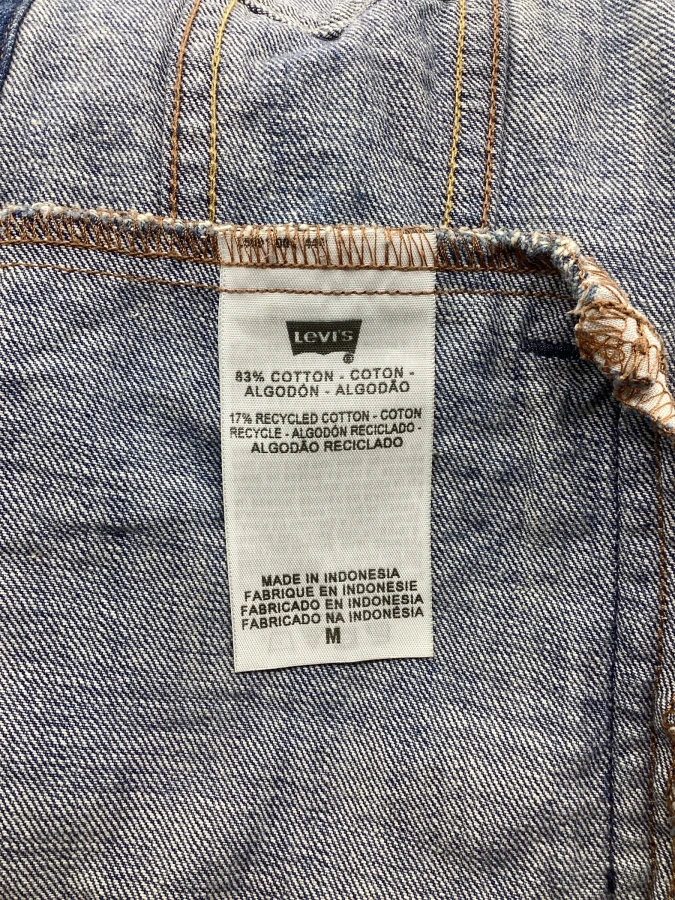 Levi's
®
83% COTTON - COTON -
ALGODÓN - ALGODÃO
17% RECYCLED COTTON - COTON
RECYCLE - ALGODÓN RECICLADO -
ALGODÃO RECICLADO
MADE IN INDONESIA
FABRIQUE EN INDONESIE
FABRICADO EN INDONESIA
FABRICADO NA INDONÉSIA
M